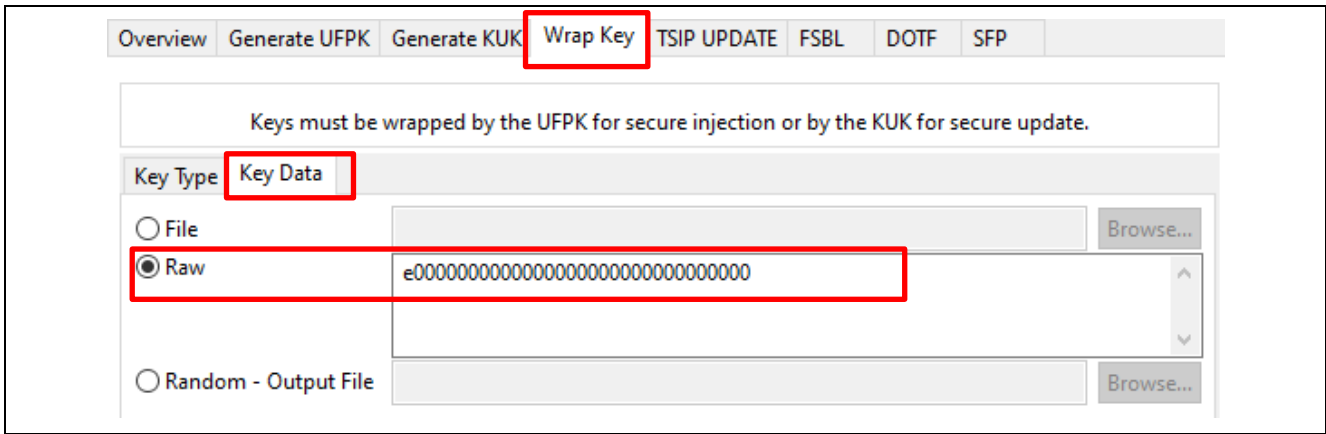 Overview Generate UFPK Generate KUK Wrap Key TSIP UPDATE FSBL DOTF SFP
Keys must be wrapped by the UFPK for secure injection or by the KUK for secure update.
Key Type Key Data
File Browse...
Raw e0000000000000000000000000000000
Random - Output File Browse...